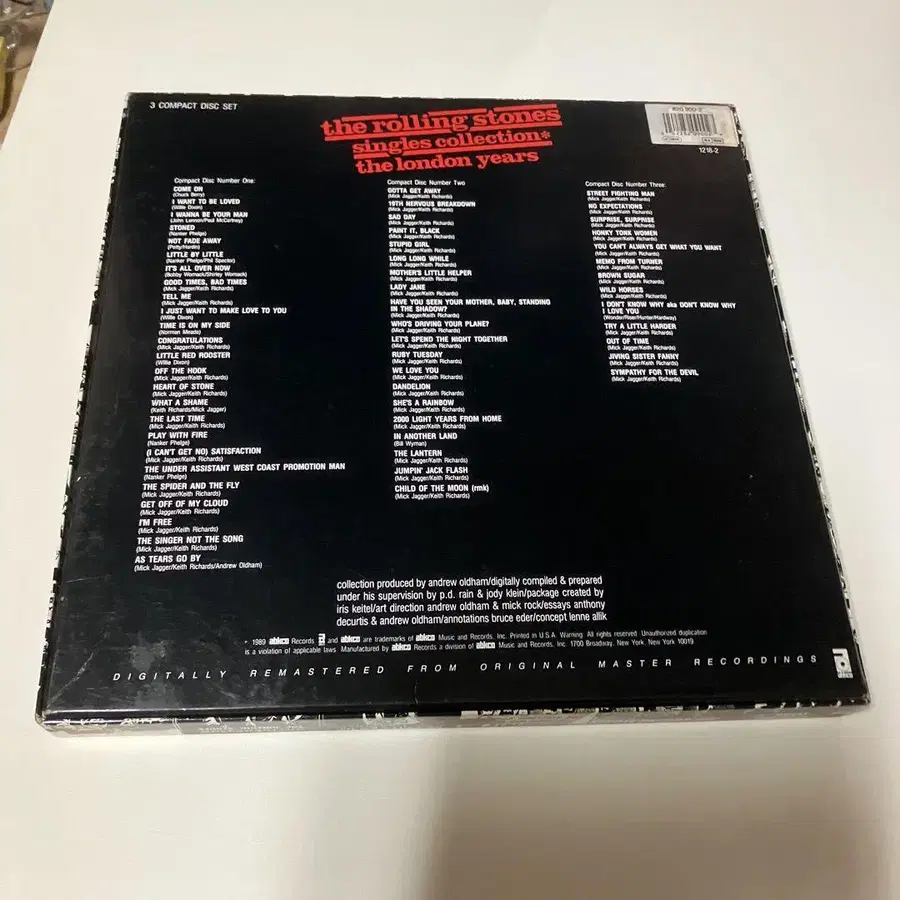 3 COMPACT DISC SET
the rolling stones
singles collection*
the london years
820 900-2
1218-2
Compact Disc Number One:
COME ON
(Chuck Berry)
I WANT TO BE LOVED
(Willie Dixon)
I WANNA BE YOUR MAN
(John Lennon/Paul McCartney)
STONED
(Nanker Phelge)
NOT FADE AWAY
(Petty/Hardin)
LITTLE BY LITTLE
(Nanker Phelge/Phil Spector)
IT'S ALL OVER NOW
(Bobby Womack/Shirley Womack)
GOOD TIMES, BAD TIMES
(Mick Jagger/Keith Richards)
TELL ME
(Mick Jagger/Keith Richards)
I JUST WANT TO MAKE LOVE TO YOU
(Willie Dixon)
TIME IS ON MY SIDE
(Norman Meade)
CONGRATULATIONS
(Mick Jagger/Keith Richards)
LITTLE RED ROOSTER
(Willie Dixon)
OFF THE HOOK
(Mick Jagger/Keith Richards)
HEART OF STONE
(Mick Jagger/Keith Richards)
WHAT A SHAME
(Keith Richards/Mick Jagger)
THE LAST TIME
(Mick Jagger/Keith Richards)
PLAY WITH FIRE
(Nanker Phelge)
(I CAN'T GET NO) SATISFACTION
(Mick Jagger/Keith Richards)
THE UNDER ASSISTANT WEST COAST PROMOTION MAN
(Nanker Phelge)
THE SPIDER AND THE FLY
(Mick Jagger/Keith Richards)
GET OFF OF MY CLOUD
(Mick Jagger/Keith Richards)
I'M FREE
(Mick Jagger/Keith Richards)
THE SINGER NOT THE SONG
(Mick Jagger/Keith Richards)
AS TEARS GO BY
(Mick Jagger/Keith Richards/Andrew Oldham)
Compact Disc Number Two
GOTTA GET AWAY
(Mick Jagger/Keith Richards)
19TH NERVOUS BREAKDOWN
(Mick Jagger/Keith Richards)
SAD DAY
(Mick Jagger/Keith Richards)
PAINT IT, BLACK
(Mick Jagger/Keith Richards)
STUPID GIRL
(Mick Jagger/Keith Richards)
LONG LONG WHILE
(Mick Jagger/Keith Richards)
MOTHER'S LITTLE HELPER
(Mick Jagger/Keith Richards)
LADY JANE
(Mick Jagger/Keith Richards)
HAVE YOU SEEN YOUR MOTHER, BABY, STANDING
IN THE SHADOW?
(Mick Jagger/Keith Richards)
WHO'S DRIVING YOUR PLANE?
(Mick Jagger/Keith Richards)
LET'S SPEND THE NIGHT TOGETHER
(Mick Jagger/Keith Richards)
RUBY TUESDAY
(Mick Jagger/Keith Richards)
WE LOVE YOU
(Mick Jagger/Keith Richards)
DANDELION
(Mick Jagger/Keith Richards)
SHE'S A RAINBOW
(Mick Jagger/Keith Richards)
2000 LIGHT YEARS FROM HOME
(Mick Jagger/Keith Richards)
IN ANOTHER LAND
(Bill Wyman)
THE LANTERN
(Mick Jagger/Keith Richards)
JUMPIN' JACK FLASH
(Mick Jagger/Keith Richards)
CHILD OF THE MOON (rmk)
(Mick Jagger/Keith Richards)
Compact Disc Number Three:
STREET FIGHTING MAN
(Mick Jagger/Keith Richards)
NO EXPECTATIONS
(Mick Jagger/Keith Richards)
SURPRISE, SURPRISE
(Mick Jagger/Keith Richards)
HONKY TONK WOMEN
(Mick Jagger/Keith Richards)
YOU CAN'T ALWAYS GET WHAT YOU WANT
(Mick Jagger/Keith Richards)
MEMO FROM TURNER
(Mick Jagger/Keith Richards)
BROWN SUGAR
(Mick Jagger/Keith Richards)
WILD HORSES
(Mick Jagger/Keith Richards)
I DON'T KNOW WHY aka DON'T KNOW WHY
I LOVE YOU
(Wonder/Riser/Hunter/Hardway)
TRY A LITTLE HARDER
(Mick Jagger/Keith Richards)
OUT OF TIME
(Mick Jagger/Keith Richards)
JIVING SISTER FANNY
(Mick Jagger/Keith Richards)
SYMPATHY FOR THE DEVIL
(Mick Jagger/Keith Richards)
collection produced by andrew oldham/digitally compiled & prepared
under his supervision by p.d. rain & jody klein/package created by
iris keitel/art direction andrew oldham & mick rock/essays anthony
decurtis & andrew oldham/annotations bruce eder/concept lenne allik
℗ 1989 abkco Records and abkco are trademarks of abkco Music and Records, Inc. Printed in U.S.A. Warning. All rights reserved. Unauthorized duplication
is a violation of applicable laws. Manufactured by abkco Records a division of abkco Music and Records, Inc. 1700 Broadway, New York, New York 10019
DIGITALLY REMASTERED FROM ORIGINAL MASTER RECORDINGS
abkco